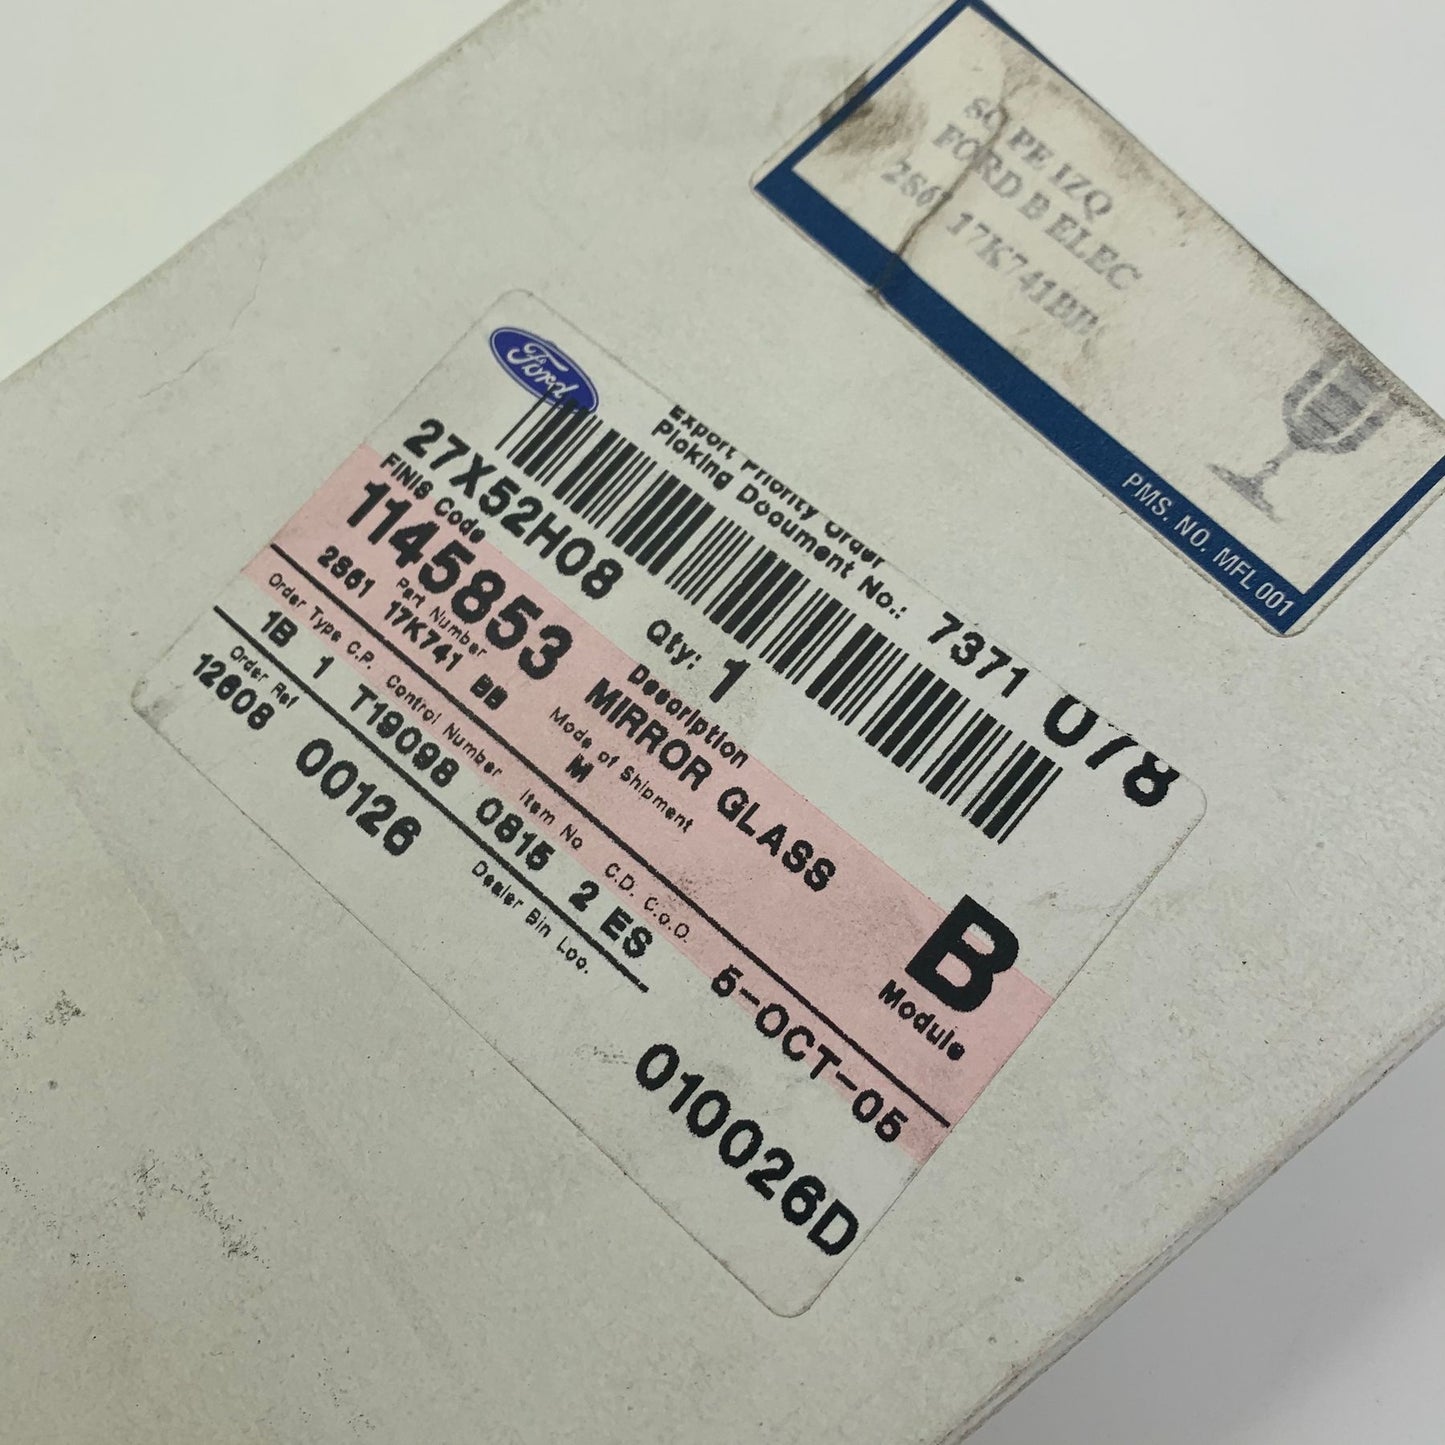 SC PE IZQ
FORD B ELEC
2S61 17K741BB
PMS. NO. MFL 001
Ford
Export Priority Order
Picking Document No.: 7371 078
27X52H08 Qty: 1
FINIS Code Description
1145853 MIRROR GLASS B
Part Number Mode of Shipment Module
2S61 17K741 BB M
Order Type C.P. Control Number Item No C.D. C.o.O.
1B 1 T19098 0815 2 ES 5-OCT-05
Order Ref Dealer Bin Loc.
12608 00126 010026D